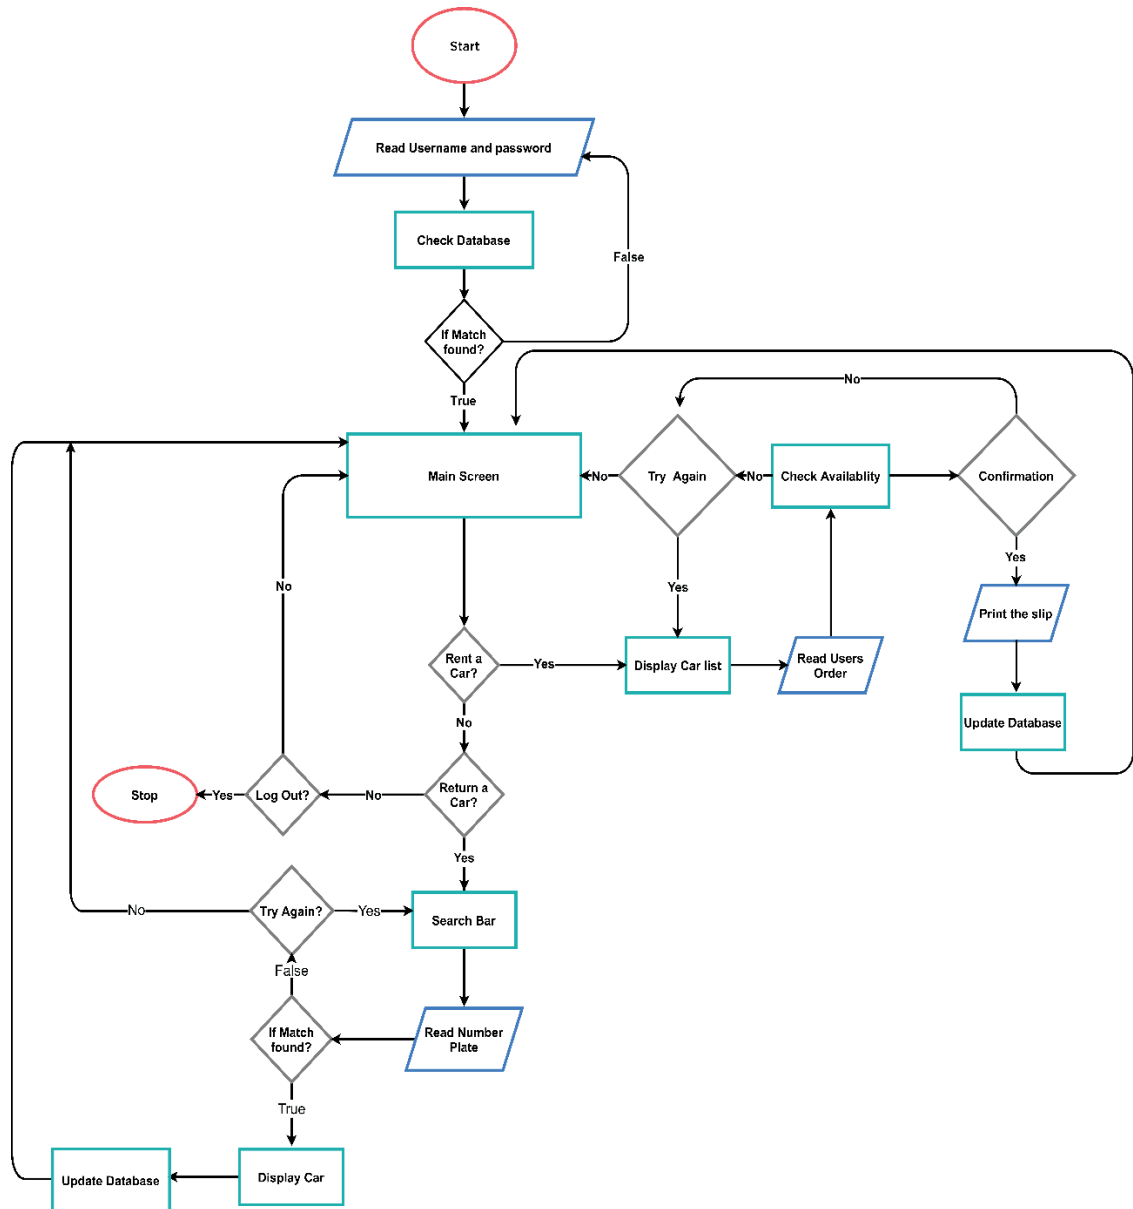 Start
Read Username and password
Check Database
False
If Match
found?
True
No
Main Screen
No
Try  Again
No
Check Availablity
Confirmation
Yes
Yes
No
Print the slip
Rent a
Car?
Yes
Display Car list
Read Users
Order
No
Update Database
Stop
Yes
Log Out?
No
Return a
Car?
Yes
No
Try Again?
Yes
Search Bar
False
If Match
found?
Read Number
Plate
True
Update Database
Display Car